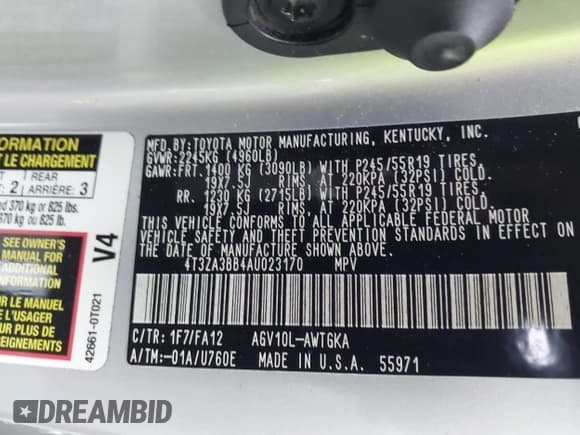 ORMATION
T LE CHARGEMENT
: 2 REAR ARRIÈRE: 3
ed 370 kg or 825 lbs.
370 kg ou 825 lb.
SEE OWNER'S
MANUAL FOR
ADDITIONAL
INFORMATION
LE MANUEL
POUR
PLUS DE
V4
42661-0T021
MFD. BY:TOYOTA MOTOR MANUFACTURING, KENTUCKY, INC.
GVWR:2245KG (4960LB)
GAWR:FRT. 1400 KG (3090LB) WITH P245/55R19 TIRES,
19X7.5J RIMS, AT 220KPA (32PSI) COLD.
RR. 1230 KG (2715LB) WITH P245/55R19 TIRES,
19X7.5J RIMS, AT 220KPA (32PSI) COLD.
THIS VEHICLE CONFORMS TO ALL APPLICABLE FEDERAL MOTOR
VEHICLE SAFETY AND THEFT PREVENTION STANDARDS IN EFFECT ON
THE DATE OF MANUFACTURE SHOWN ABOVE.
4T3ZA3BB4AU023170 MPV
C/TR: 1F7/FA12 AGV10L-AWTGKA
A/TM:-01A/U760E MADE IN U.S.A. 55971
DREAMBID